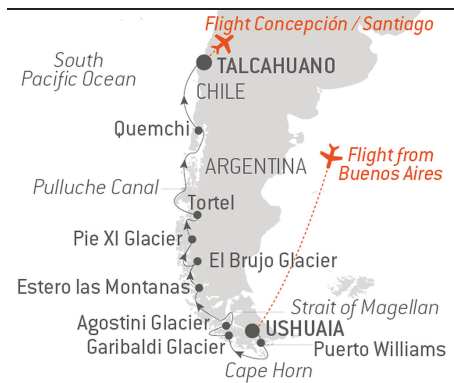 Flight Concepción / Santiago
South
Pacific Ocean
TALCAHUANO
CHILE
Quemchi
Flight from
Buenos Aires
ARGENTINA
Pulluche Canal
Tortel
Pie XI Glacier
El Brujo Glacier
Estero las Montanas
Strait of Magellan
Agostini Glacier
USHUAIA
Garibaldi Glacier
Puerto Williams
Cape Horn